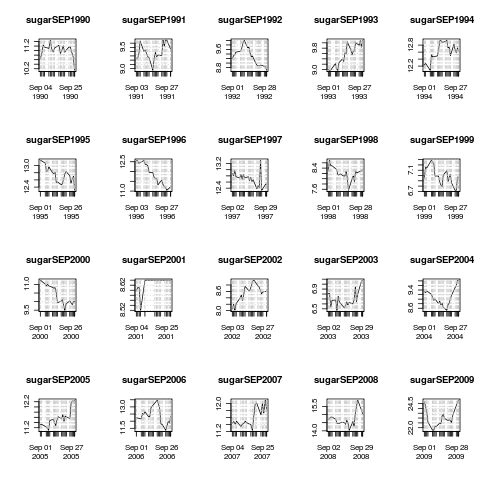 sugarSEP1990 sugarSEP1991 sugarSEP1992 sugarSEP1993 sugarSEP1994
10.2 11.2 9.0 9.5 8.8 9.6 9.0 9.8 12.0 12.8
Sep 04 Sep 25 Sep 03 Sep 27 Sep 01 Sep 28 Sep 01 Sep 27 Sep 01 Sep 27
1990 1990 1991 1991 1992 1992 1993 1993 1994 1994
sugarSEP1995 sugarSEP1996 sugarSEP1997 sugarSEP1998 sugarSEP1999
12.4 13.0 11.0 12.5 12.4 13.2 7.6 8.4 6.7 7.1
Sep 01 Sep 26 Sep 03 Sep 27 Sep 02 Sep 29 Sep 01 Sep 28 Sep 01 Sep 27
1995 1995 1996 1996 1997 1997 1998 1998 1999 1999
sugarSEP2000 sugarSEP2001 sugarSEP2002 sugarSEP2003 sugarSEP2004
9.5 11.0 8.52 8.62 8.0 8.6 6.5 6.9 8.6 9.4
Sep 01 Sep 26 Sep 04 Sep 25 Sep 03 Sep 27 Sep 02 Sep 29 Sep 01 Sep 27
2000 2000 2001 2001 2002 2002 2003 2003 2004 2004
sugarSEP2005 sugarSEP2006 sugarSEP2007 sugarSEP2008 sugarSEP2009
11.2 12.2 11.5 13.0 11.2 12.0 14.0 15.5 22.0 24.5
Sep 01 Sep 27 Sep 01 Sep 26 Sep 04 Sep 25 Sep 02 Sep 29 Sep 01 Sep 28
2005 2005 2006 2006 2007 2007 2008 2008 2009 2009